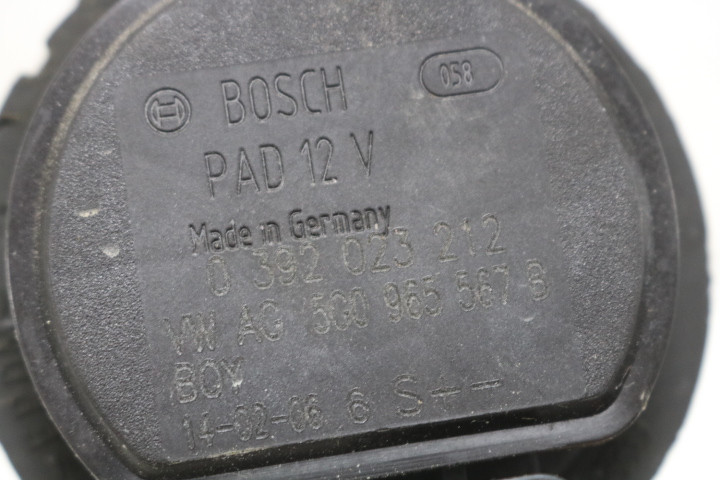 BOSCH 058
PAD 12 V
Made in Germany
0 392 023 212
VW AG 5G0 965 567 B
BQY
14-02-06 6 S--